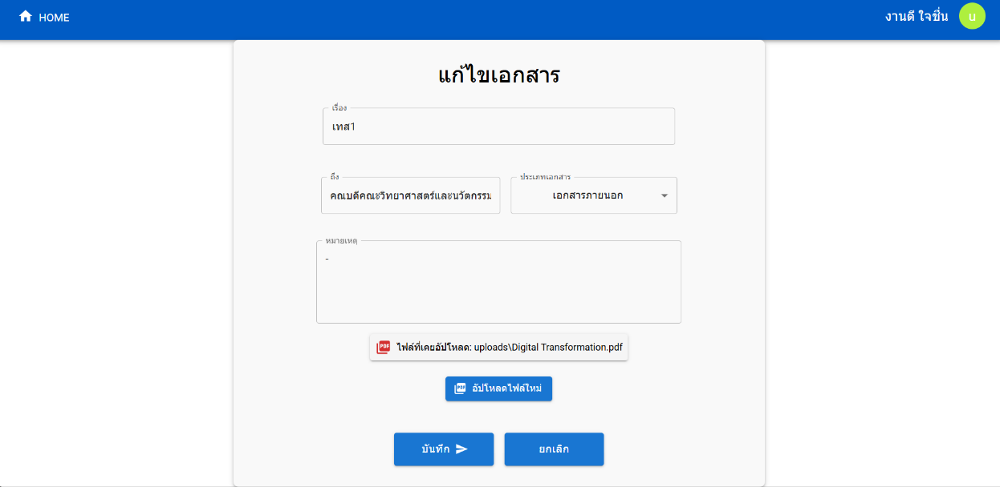 HOME
งานดี ใจชื่น
u
แก้ไขเอกสาร
เรื่อง
เทส1
ถึง
ประเภทเอกสาร
คณบดีคณะวิทยาศาสตร์และนวัตกรรม
เอกสารภายนอก
หมายเหตุ
-
PDF ไฟล์ที่เคยอัปโหลด: uploads\Digital Transformation.pdf
PDF อัปโหลดไฟล์ใหม่
บันทึก
ยกเลิก